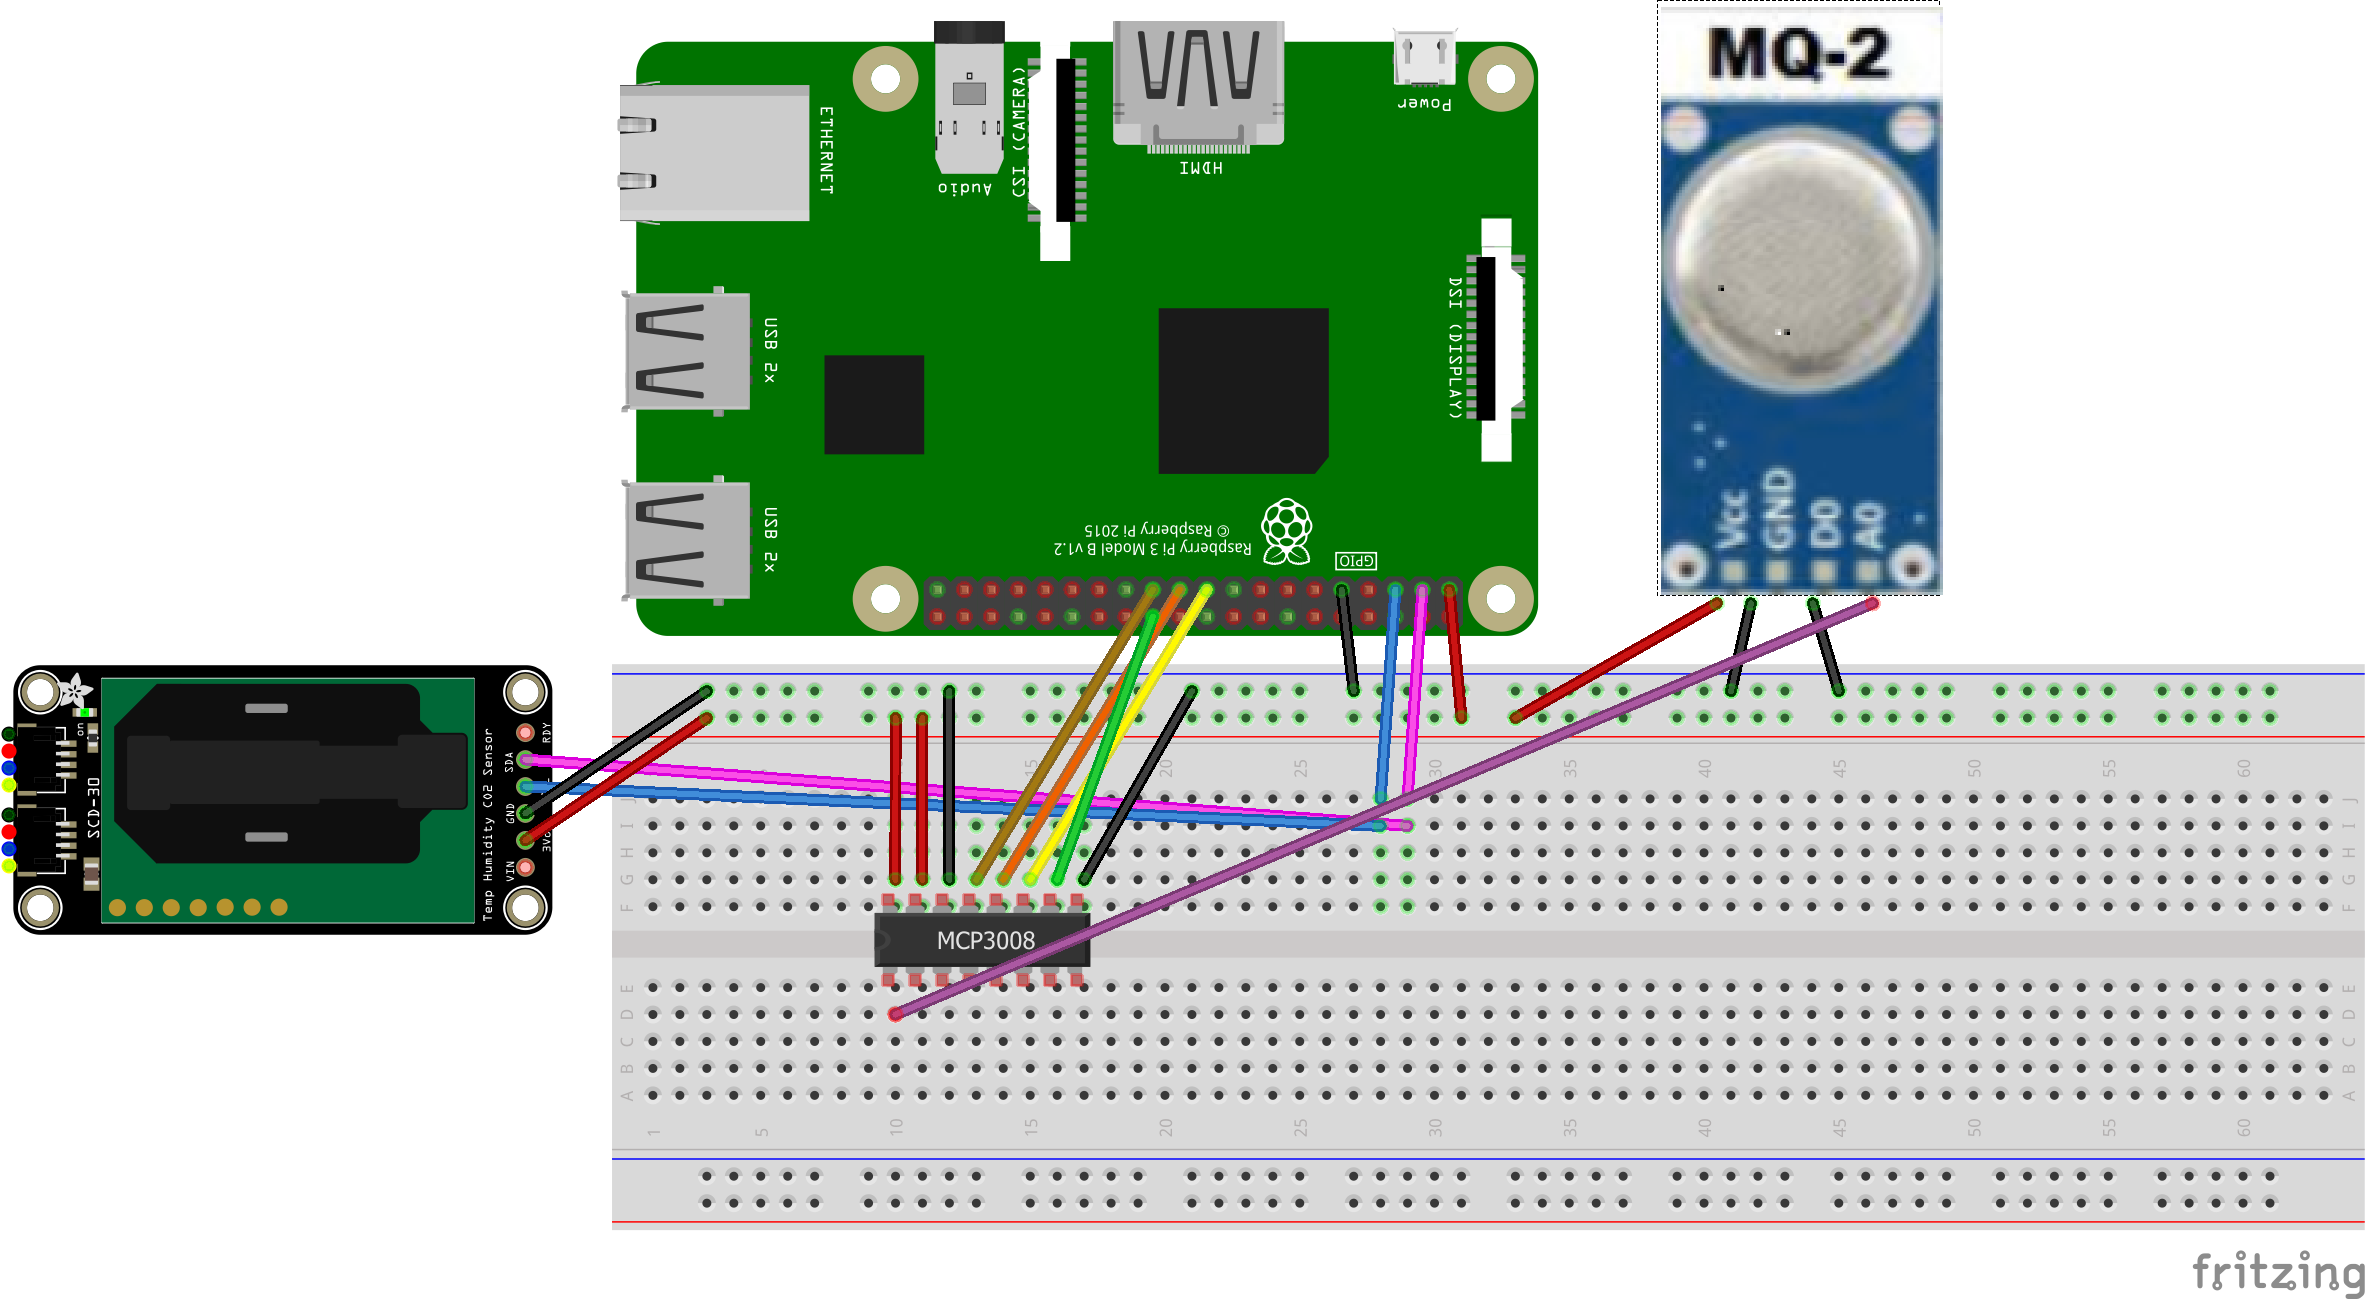 MQ-2
ETHERNET
Audio
CSI (CAMERA)
HDMI
Power
USB 2x
DSI (DISPLAY)
USB 2x
© Raspberry Pi 2015
Raspberry Pi 3 Model B v1.2
GPIO
Vcc
GND
D0
A0
on
SCD-30
Temp Humidity CO2 Sensor
RDY
SDA
GND
VIN
15 20 25 30 35 40 45 50 55 60
J J
I I
H H
G G
F F
MCP3008
E E
D D
C C
B B
A A
1 5 10 15 20 25 30 35 40 45 50 55 60
fritzing